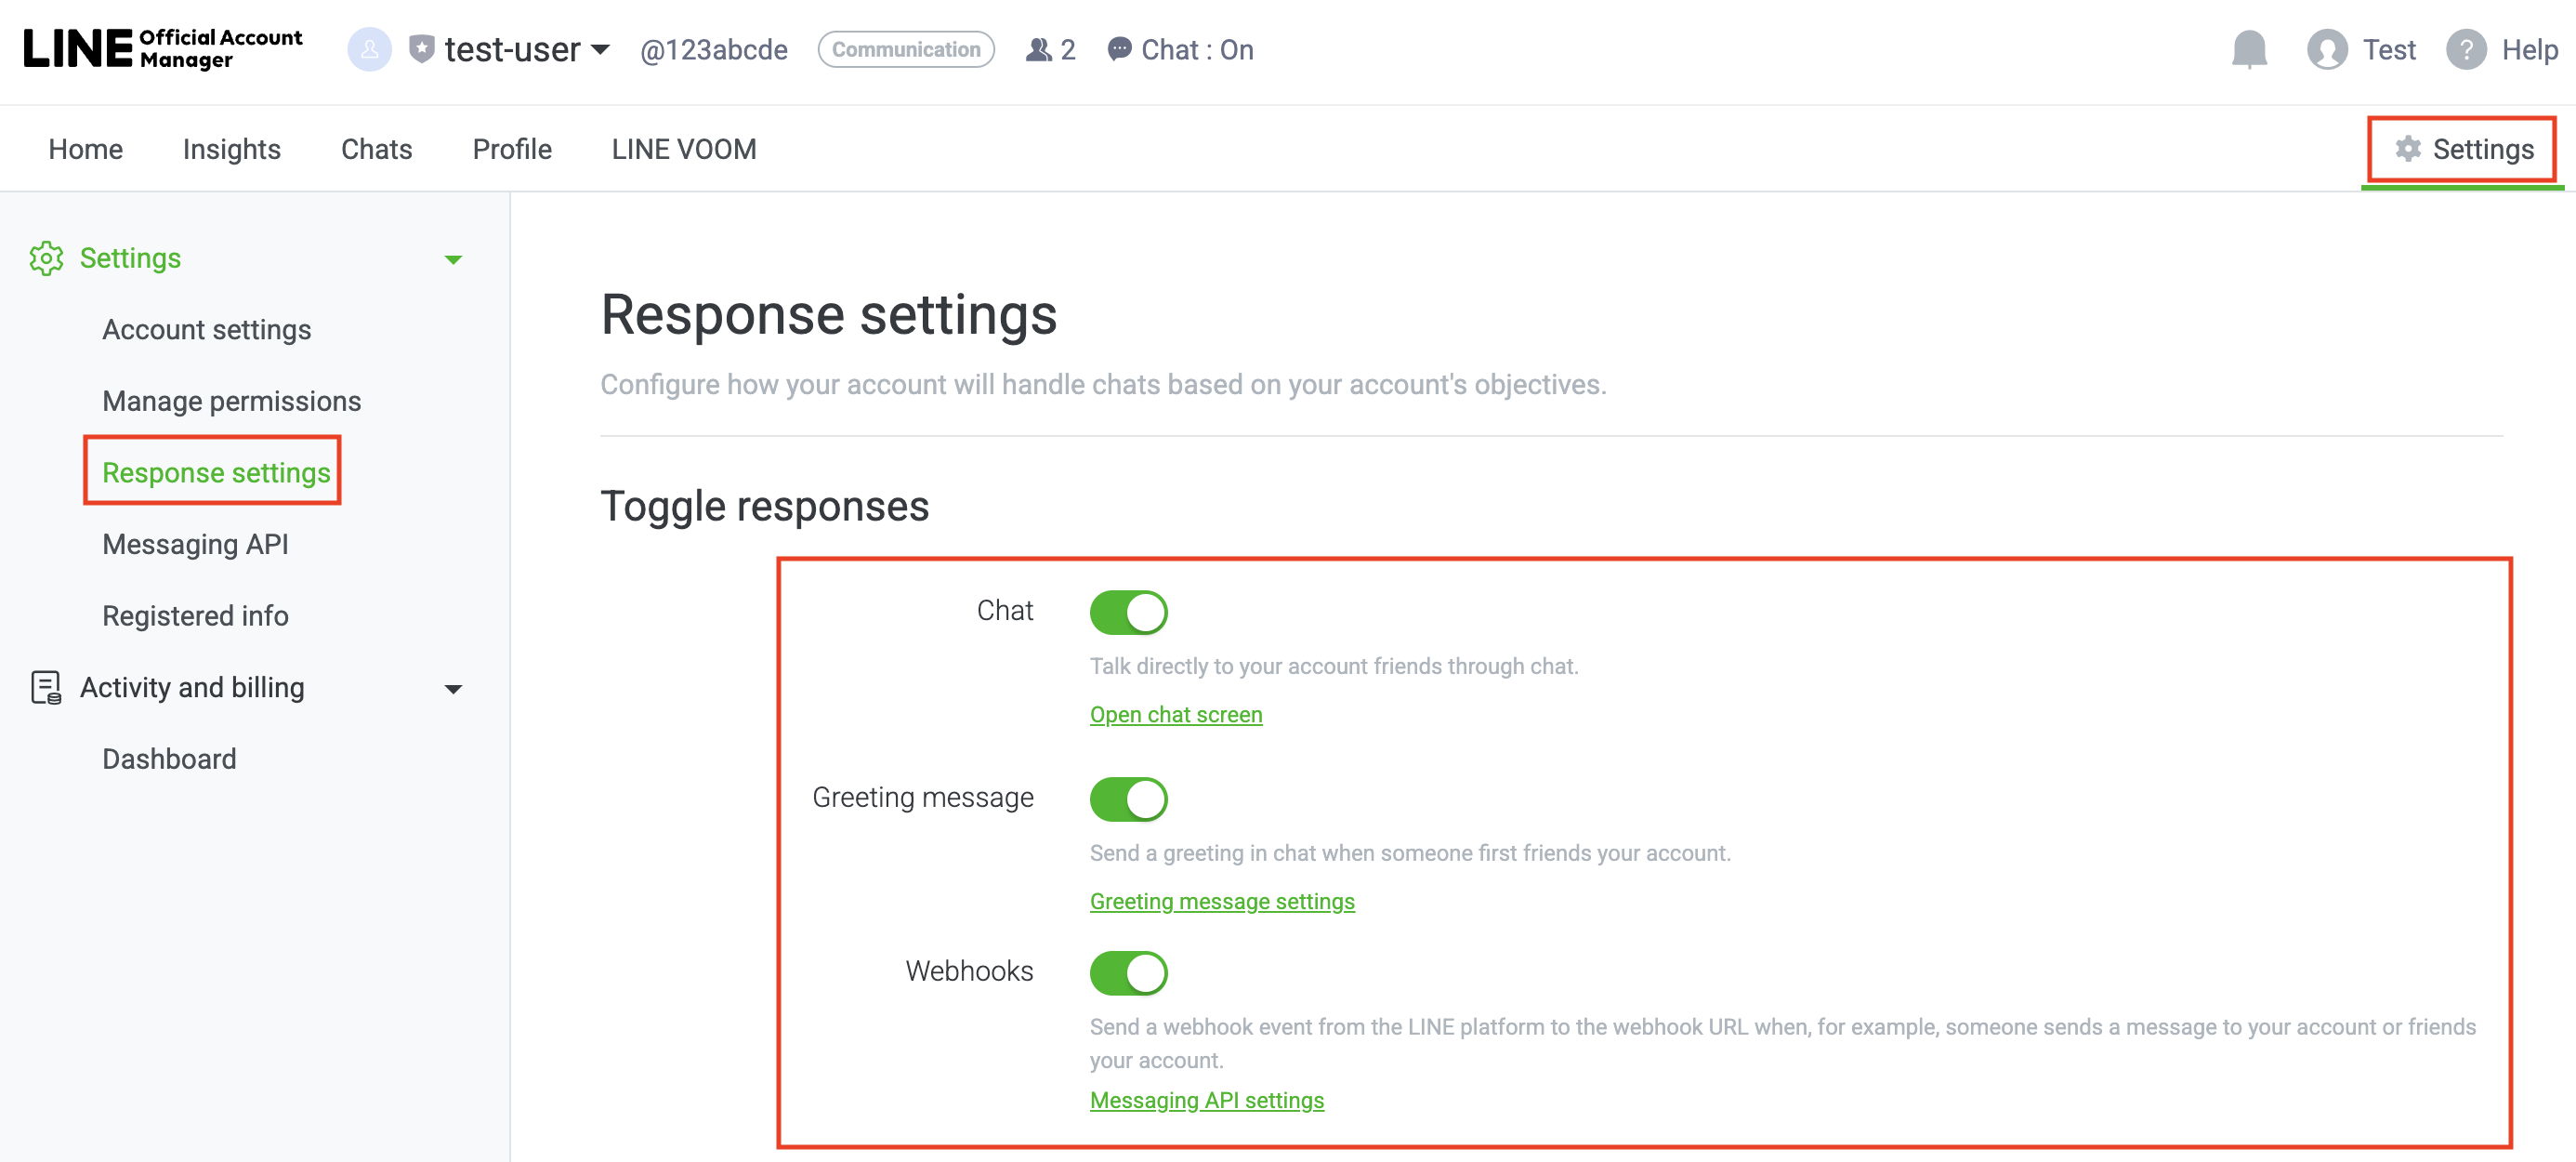 LINE Official Account Manager
test-user
@123abcde
Communication
2
Chat : On
Test
? Help
Home
Insights
Chats
Profile
LINE VOOM
Settings
Settings
Account settings
Manage permissions
Response settings
Messaging API
Registered info
Activity and billing
Dashboard
Response settings
Configure how your account will handle chats based on your account's objectives.
Toggle responses
Chat
Talk directly to your account friends through chat.
Open chat screen
Greeting message
Send a greeting in chat when someone first friends your account.
Greeting message settings
Webhooks
Send a webhook event from the LINE platform to the webhook URL when, for example, someone sends a message to your account or friends
your account.
Messaging API settings